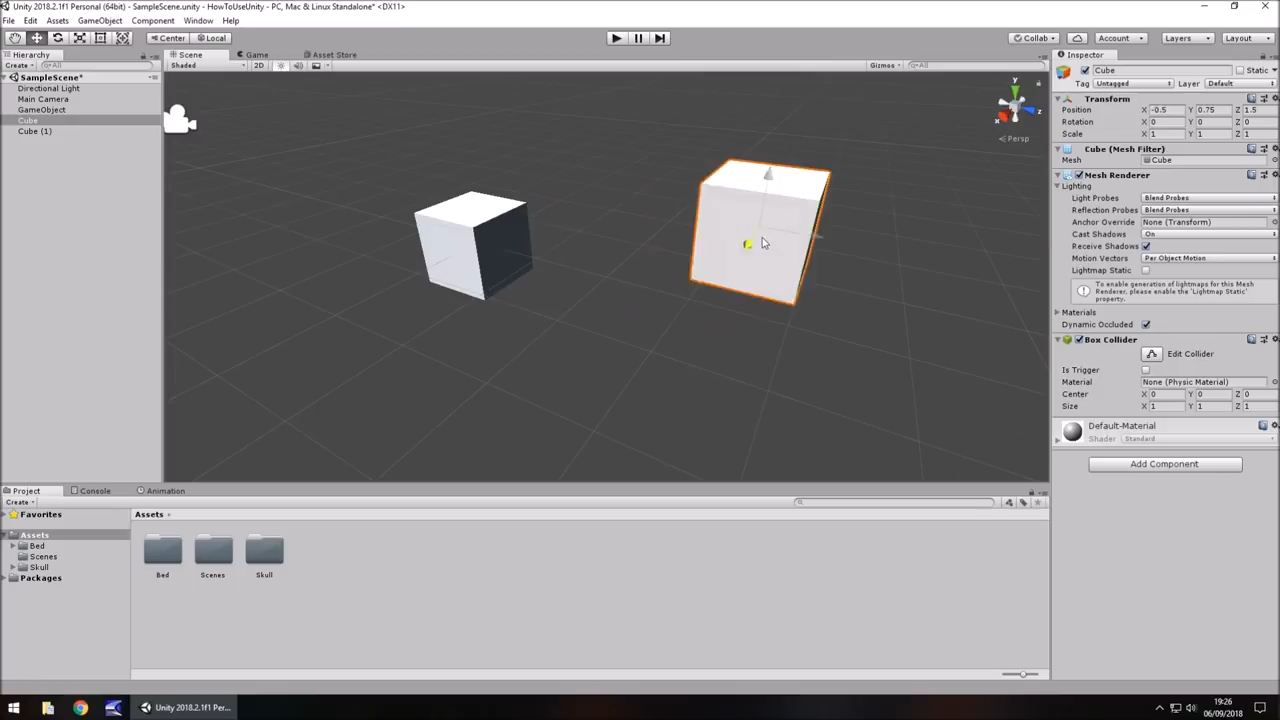 Unity 2018.2.1f1 Personal (64bit) - SampleScene.unity - HowToUseUnity - PC, Mac & Linux Standalone* <DX11>
File Edit Assets GameObject Component Window Help
Center Local Collab Account Layers Layout
Hierarchy
Create All
SampleScene*
Directional Light
Main Camera
GameObject
Cube
Cube (1)
Scene Game Asset Store
Shaded 2D Gizmos All
y
z
x
Persp
Inspector
Cube Static
Tag Untagged Layer Default
Transform
Position X -0.5 Y 0.75 Z 1.5
Rotation X 0 Y 0 Z 0
Scale X 1 Y 1 Z 1
Cube (Mesh Filter)
Mesh Cube
Mesh Renderer
Lighting
Light Probes Blend Probes
Reflection Probes Blend Probes
Anchor Override None (Transform)
Cast Shadows On
Receive Shadows
Motion Vectors Per Object Motion
Lightmap Static
To enable generation of lightmaps for this Mesh
Renderer, please enable the 'Lightmap Static'
property.
Materials
Dynamic Occluded
Box Collider
Edit Collider
Is Trigger
Material None (Physic Material)
Center X 0 Y 0 Z 0
Size X 1 Y 1 Z 1
Default-Material
Shader Standard
Add Component
Project Console Animation
Create
Favorites
Assets
Bed
Scenes
Skull
Packages
Assets
Bed Scenes Skull
Unity 2018.2.1f1 Per...
19:26
06/09/2018